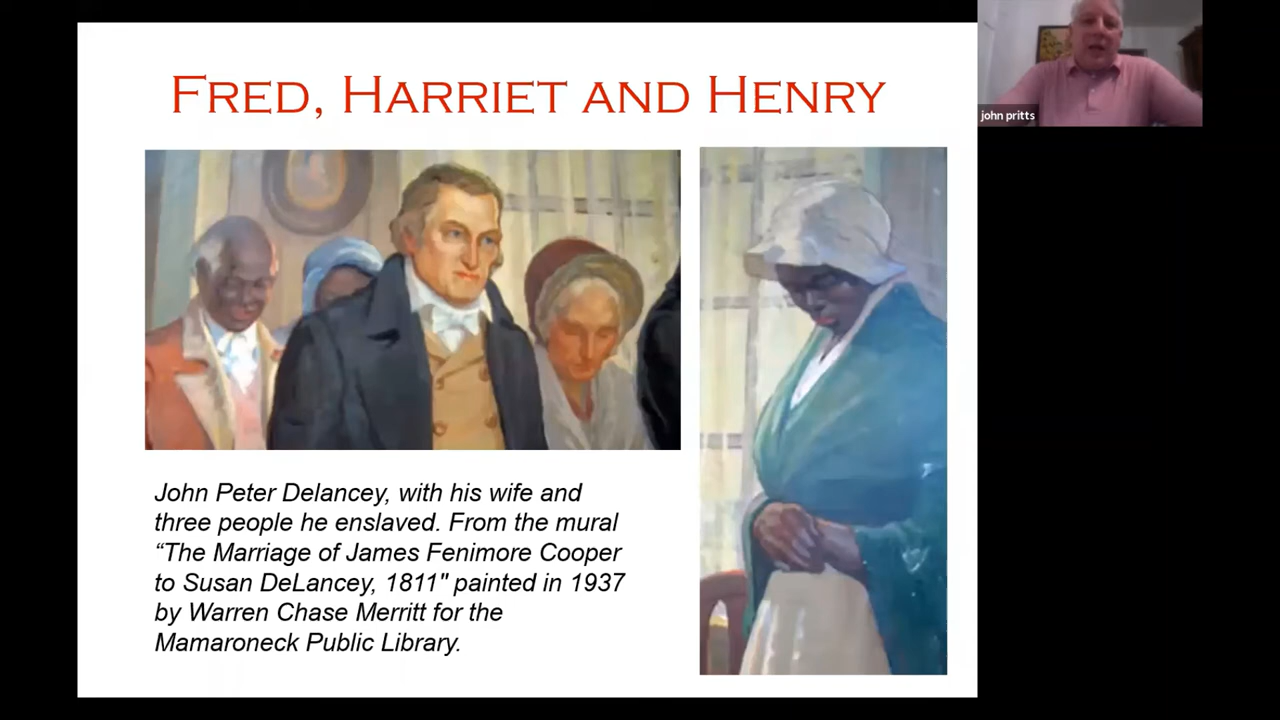 FRED, HARRIET AND HENRY
john pritts
John Peter Delancey, with his wife and
three people he enslaved. From the mural
“The Marriage of James Fenimore Cooper
to Susan DeLancey, 1811" painted in 1937
by Warren Chase Merritt for the
Mamaroneck Public Library.